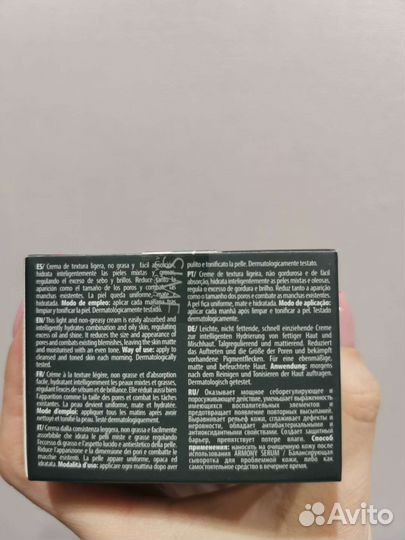 ES/ Crema de textura ligera, no grasa y fácil absorción,
hidrata inteligentemente las pieles mixtas y grasas,
regulando el exceso de sebo y brillos. Reduce tanto la
aparición como el tamaño de los poros y combate las
manchas existentes. La piel queda uniforme, mate e
hidratada. Modo de empleo: aplicar cada mañana tras
limpiar y tonificar la piel. Dermatológicamente testado.
EN/ This light and non-greasy cream is easily absorbed and
intelligently hydrates combination and oily skin, regulating
excess oil and shine. It reduces the size and appearance of
pores and combats existing blemishes, leaving the skin matte
and moisturised with an even tone. Way of use: apply to
cleansed and toned skin each morning. Dermatologically
tested.
FR/ Crème à la texture légère, non grasse et d'absorption
facile, hydratant intelligemment les peaux mixtes et grasses,
régulant l'excès de sébum et de brillance. Elle réduit aussi bien
l'apparition comme la taille des pores et combat les tâches
existantes. La peau devient uniforme, mate et hydratée.
Mode d'emploi: appliquer tous les matins après avoir
nettoyé et tonifié la peau. Testé dermatologiquement.
IT/ Crema dalla consistenza leggera, non grassa e facilmente
assorbibile che idrata le pelli miste e grasse regolando
l'eccesso di grasso e l'aspetto lucido e antiestetico della pelle.
Riduce l'apparizione e la dimensione dei pori e combatte le
macchie esistenti. La pelle appare uniforme, opaca ed
idratata. Modalità d'uso: applicare ogni mattina dopo aver
pulito e tonificato la pelle. Dermatologicamente testato.
PT/ Creme de textura ligeira, não gordurosa e de fácil
absorção, hidrata inteligentemente as peles mistas e oleosas,
regula o excesso de gordura e brilho. Reduz tanto a aparição
como o tamanho dos poros e combate as manchas existentes.
A pele fica uniforme, mate e hidratada. Modo de aplicação:
aplicar cada manhã após limpar e tonificar a pele. Testado
dermatologicamente.
DE/ Leichte, nicht fettende, schnell einziehende Creme
zur intelligenten Hydrierung von fettiger Haut und
Mischhaut. Talgregulierend und mattierend. Reduziert
das Auftreten und die Größe der Poren und bekämpft
vorhandene Pigmentflecken. Für eine ebenmäßige,
matte und befeuchtete Haut. Anwendung: morgens
nach dem Reinigen und Tonisieren der Haut auftragen.
Dermatologisch getestet.
RU/ Оказывает мощное себорегулирующее и
поросуживающее действие, уменьшает выраженность
имеющихся воспалительных элементов и
предотвращает появление повторных высыпаний.
Выравнивает рельеф кожи, сглаживает дефекты и
неровности, обладает антибактериальными и
антиоксидантными свойствами. Создает защитный
барьер, препятствует потере влаги. Способ
применения: наносить на очищенную кожу после
использования ARMONY SERUM / Балансирующая
сыворотка для проблемной кожи, либо как
самостоятельное средство в вечернее время.
Avito